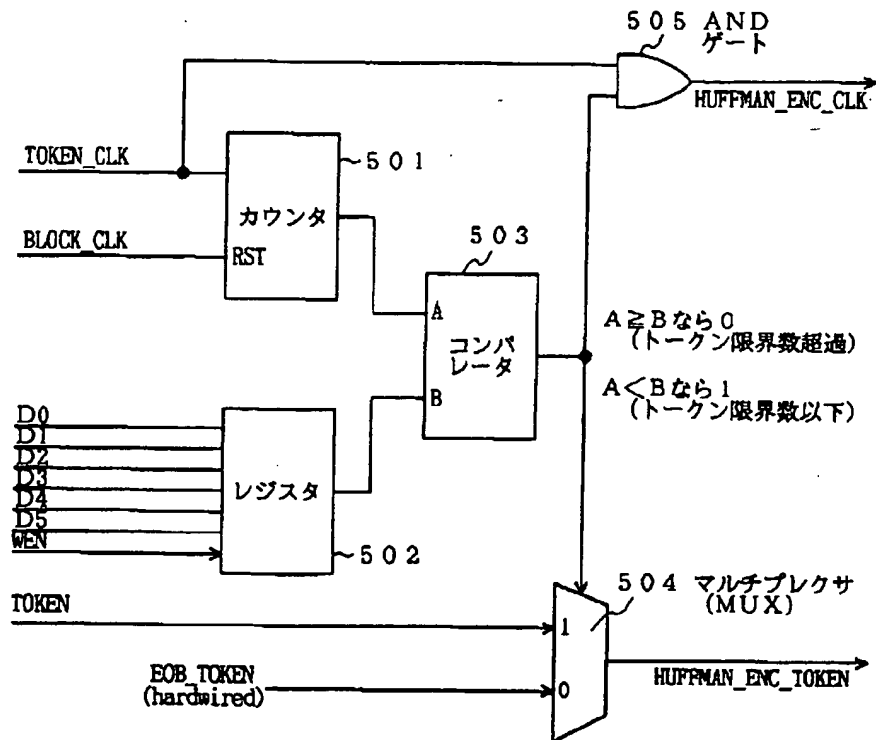 505 AND
ゲート
HUFFMAN_ENC_CLK
TOKEN_CLK
501
カウンタ
BLOCK_CLK
RST
503
A
コンパ
レータ
B
A≧Bなら0
(トークン限界数超過)
A<Bなら1
(トークン限界数以下)
D0
D1
D2
D3
D4
D5
WEN
レジスタ
502
TOKEN
504 マルチプレクサ
(MUX)
1
EOB_TOKEN
(hardwired)
0
HUFFMAN_ENC_TOKEN